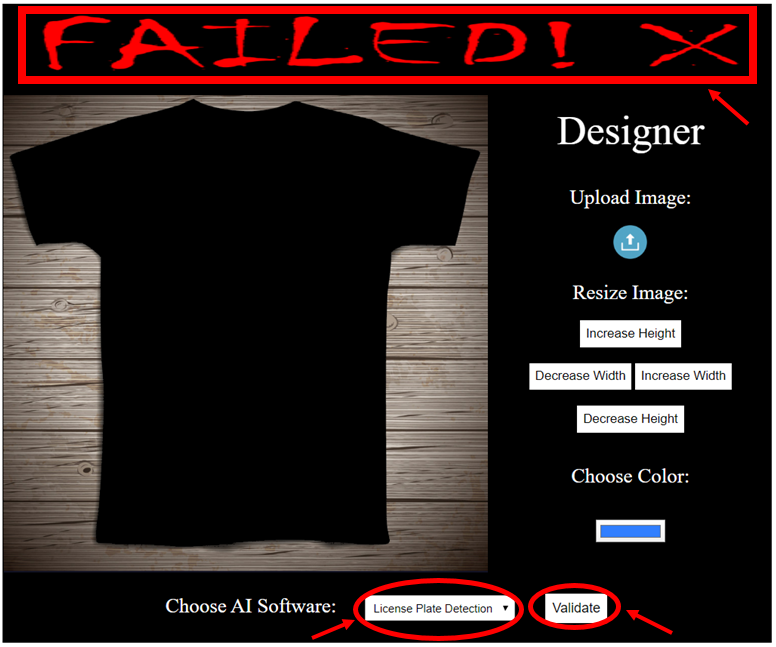 FAILED! X
Designer
Upload Image:
Resize Image:
Increase Height
Decrease Width Increase Width
Decrease Height
Choose Color:
Choose AI Software: License Plate Detection Validate